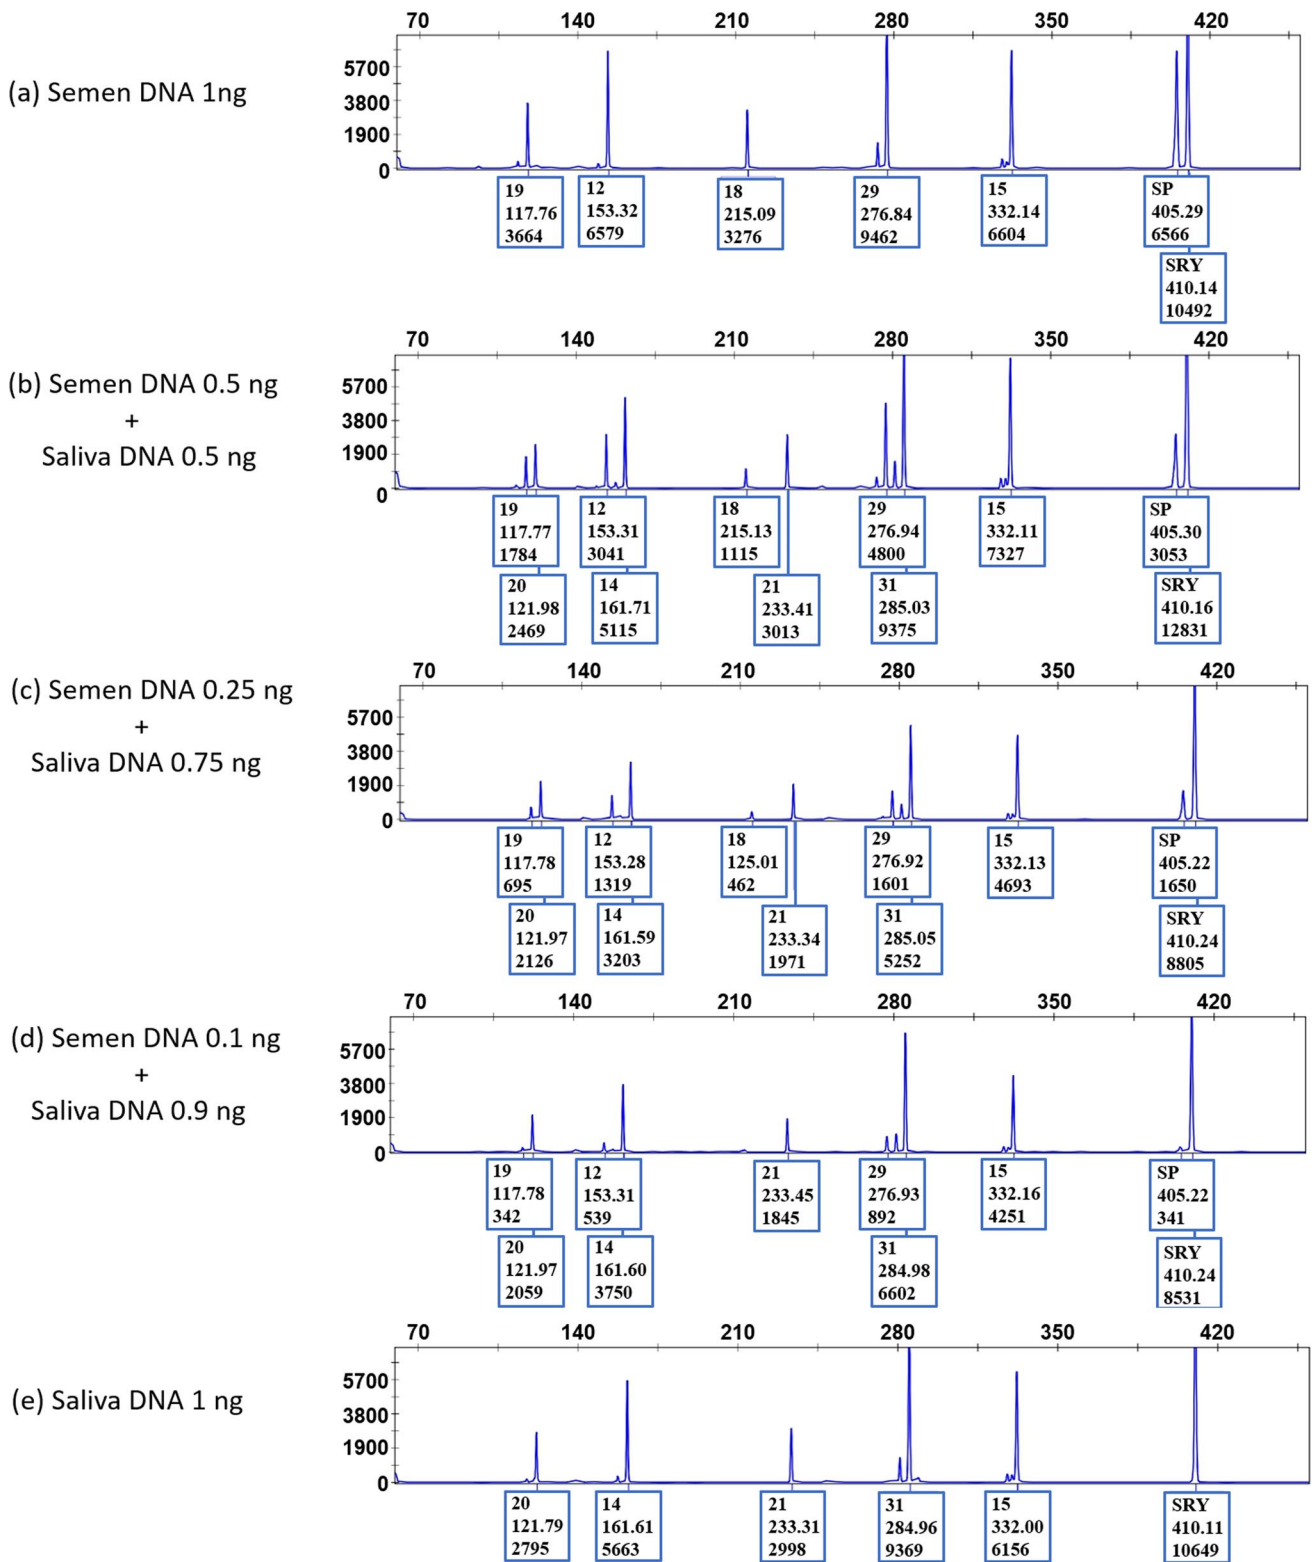 70 140 210 280 350 420
(a) Semen DNA 1ng
5700
3800
1900
0
19 12 18 29 15 SP
117.76 153.32 215.09 276.84 332.14 405.29
3664 6579 3276 9462 6604 6566
SRY
410.14
10492
70 140 210 280 350 420
(b) Semen DNA 0.5 ng
+
Saliva DNA 0.5 ng
5700
3800
1900
0
19 12 18 29 15 SP
117.77 153.31 215.13 276.94 332.11 405.30
1784 3041 1115 4800 7327 3053
20 14 21 31 SRY
121.98 161.71 233.41 285.03 410.16
2469 5115 3013 9375 12831
70 140 210 280 350 420
(c) Semen DNA 0.25 ng
+
Saliva DNA 0.75 ng
5700
3800
1900
0
19 12 18 29 15 SP
117.78 153.28 125.01 276.92 332.13 405.22
695 1319 462 1601 4693 1650
20 14 21 31 SRY
121.97 161.59 233.34 285.05 410.24
2126 3203 1971 5252 8805
70 140 210 280 350 420
(d) Semen DNA 0.1 ng
+
Saliva DNA 0.9 ng
5700
3800
1900
0
19 12 21 29 15 SP
117.78 153.31 233.45 276.93 332.16 405.22
342 539 1845 892 4251 341
20 14 31 SRY
121.97 161.60 284.98 410.24
2059 3750 6602 8531
70 140 210 280 350 420
(e) Saliva DNA 1 ng
5700
3800
1900
0
20 14 21 31 15 SRY
121.79 161.61 233.31 284.96 332.00 410.11
2795 5663 2998 9369 6156 10649